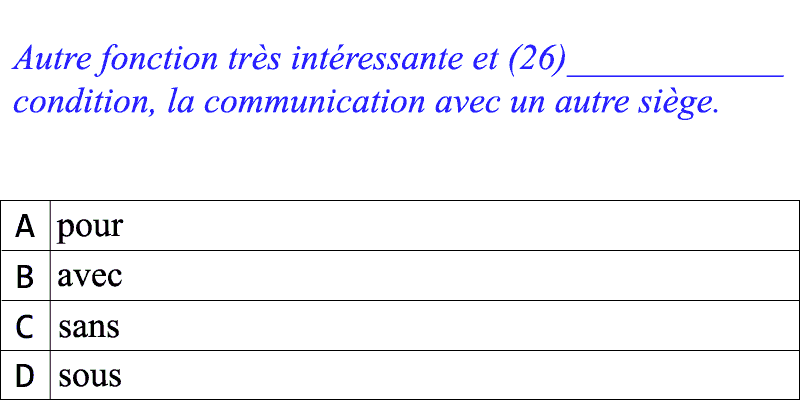 Autre fonction très intéressante et (26)____________
condition, la communication avec un autre siège.
A pour
B avec
C sans
D sous